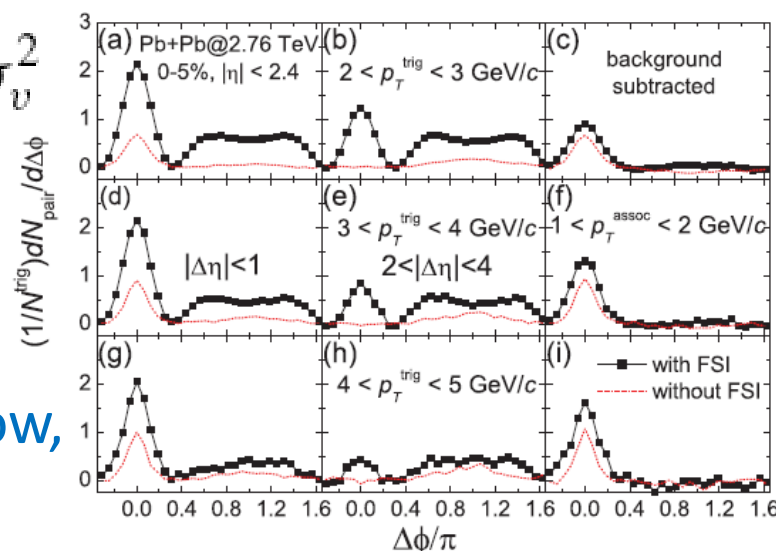 (a) Pb+Pb@2.76 TeV
0-5%, |η| < 2.4
(b)
2 < p_T^trig < 3 GeV/c
(c)
background
subtracted
σ_υ^2
3
2
1
0
(d)
|Δη|<1
(e)
3 < p_T^trig < 4 GeV/c
2<|Δη|<4
(f)
1 < p_T^assoc < 2 GeV/c
2
1
0
(1/N^trig)dN_pair/dΔϕ
(g)
(h)
4 < p_T^trig < 5 GeV/c
(i)
with FSI
without FSI
2
1
0
ow,
0.0 0.4 0.8 1.2 1.6 0.0 0.4 0.8 1.2 1.6 0.0 0.4 0.8 1.2 1.6
Δϕ/π